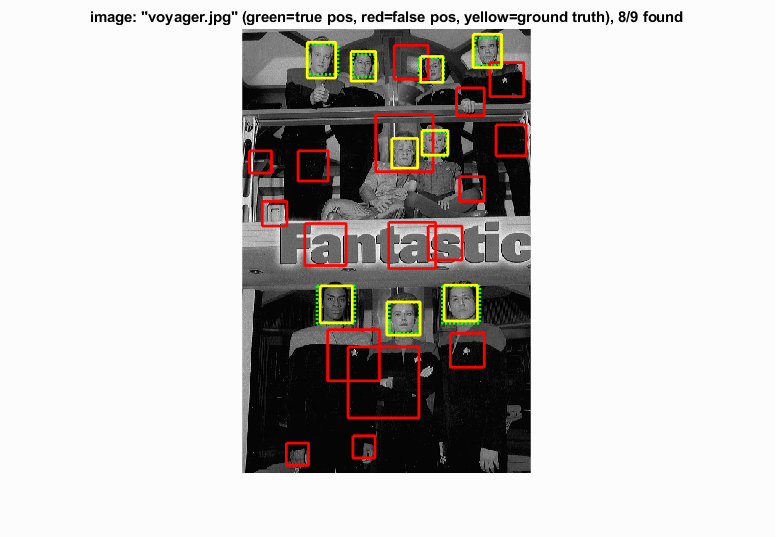 image: "voyager.jpg" (green=true pos, red=false pos, yellow=ground truth), 8/9 found
Fantastic